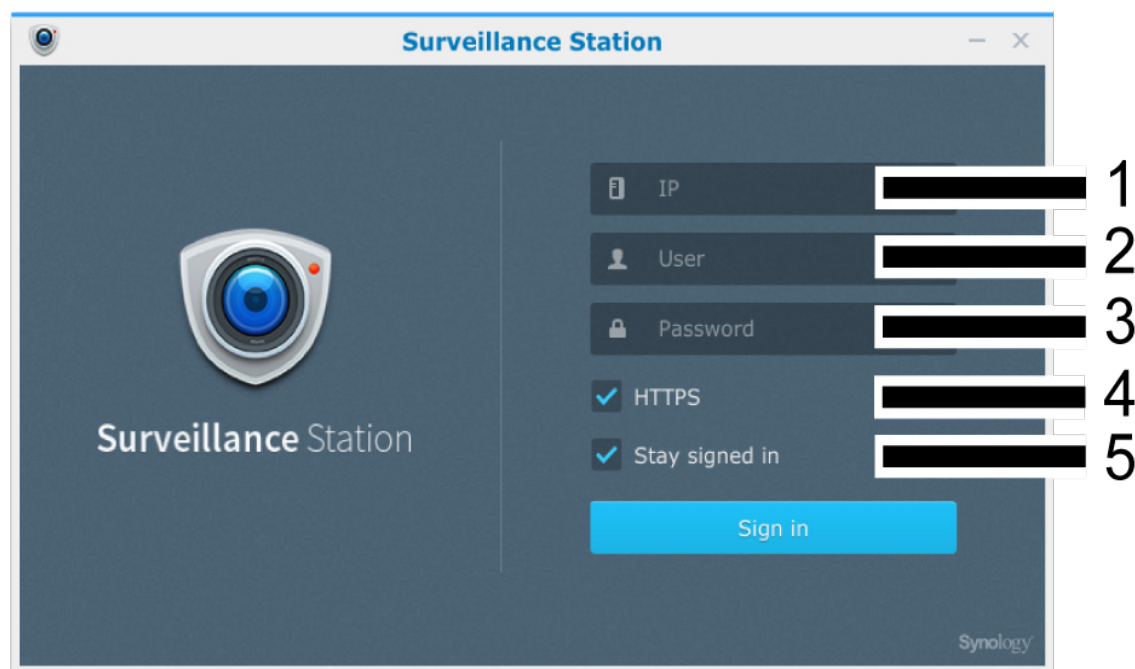 Surveillance Station
IP
1
User
2
Password
3
HTTPS
4
Surveillance Station
Stay signed in
5
Sign in
Synology